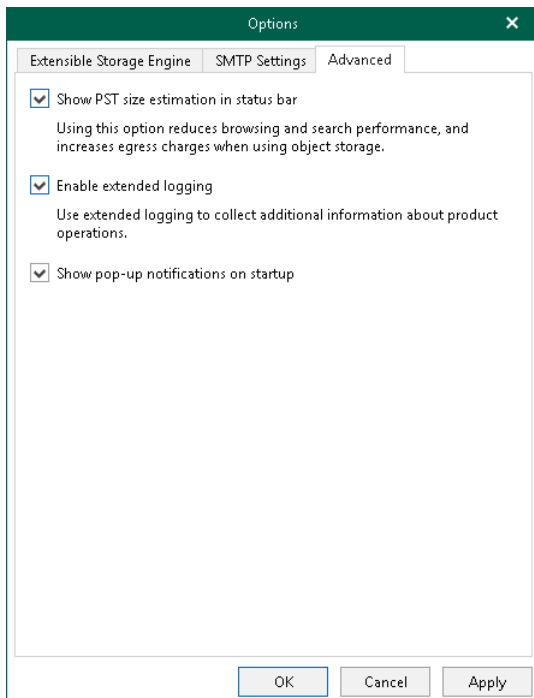 Options
Extensible Storage Engine
SMTP Settings
Advanced
Show PST size estimation in status bar
Using this option reduces browsing and search performance, and
increases egress charges when using object storage.
Enable extended logging
Use extended logging to collect additional information about product
operations.
Show pop-up notifications on startup
OK
Cancel
Apply